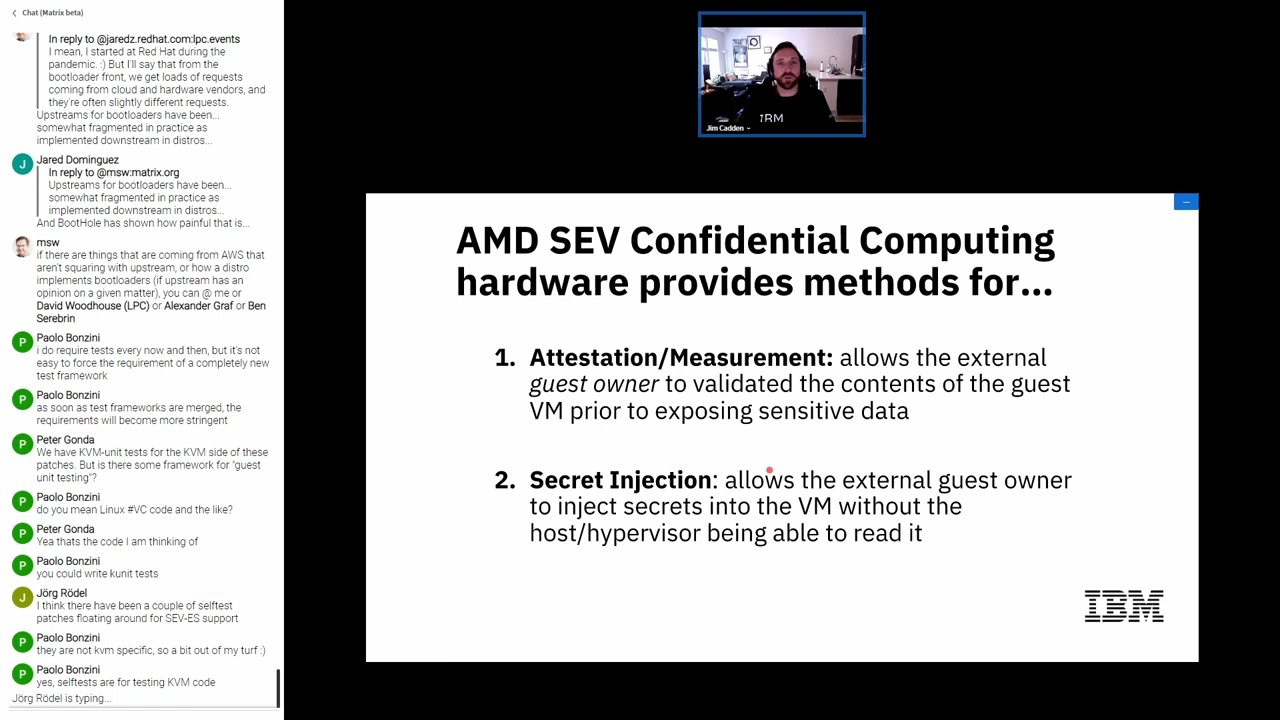 Chat (Matrix beta)
In reply to @jaredz.redhat.com:lpc.events
I mean, I started at Red Hat during the
pandemic. :) But I'll say that from the
bootloader front, we get loads of requests
coming from cloud and hardware vendors, and
they're often slightly different requests.
Upstreams for bootloaders have been...
somewhat fragmented in practice as
implemented downstream in distros...
J
Jared Dominguez
In reply to @msw:matrix.org
Upstreams for bootloaders have been...
somewhat fragmented in practice as
implemented downstream in distros...
And BootHole has shown how painful that is...
msw
if there are things that are coming from AWS that
aren't squaring with upstream, or how a distro
implements bootloaders (if upstream has an
opinion on a given matter), you can @ me or
David Woodhouse (LPC) or Alexander Graf or Ben
Serebrin
P
Paolo Bonzini
i do require tests every now and then, but it's not
easy to force the requirement of a completely new
test framework
P
Paolo Bonzini
as soon as test frameworks are merged, the
requirements will become more stringent
P
Peter Gonda
We have KVM-unit tests for the KVM side of these
patches. But is there some framework for "guest
unit testing"?
P
Paolo Bonzini
do you mean Linux #VC code and the like?
P
Peter Gonda
Yea thats the code I am thinking of
P
Paolo Bonzini
you could write kunit tests
J
Jörg Rödel
I think there have been a couple of selftest
patches floating around for SEV-ES support
P
Paolo Bonzini
they are not kvm specific, so a bit out of my turf :)
P
Paolo Bonzini
yes, selftests are for testing KVM code
Jörg Rödel is typing...
IBM
Jim Cadden
AMD SEV Confidential Computing
hardware provides methods for...
1. Attestation/Measurement: allows the external
guest owner to validated the contents of the guest
VM prior to exposing sensitive data
2. Secret Injection: allows the external guest owner
to inject secrets into the VM without the
host/hypervisor being able to read it
IBM